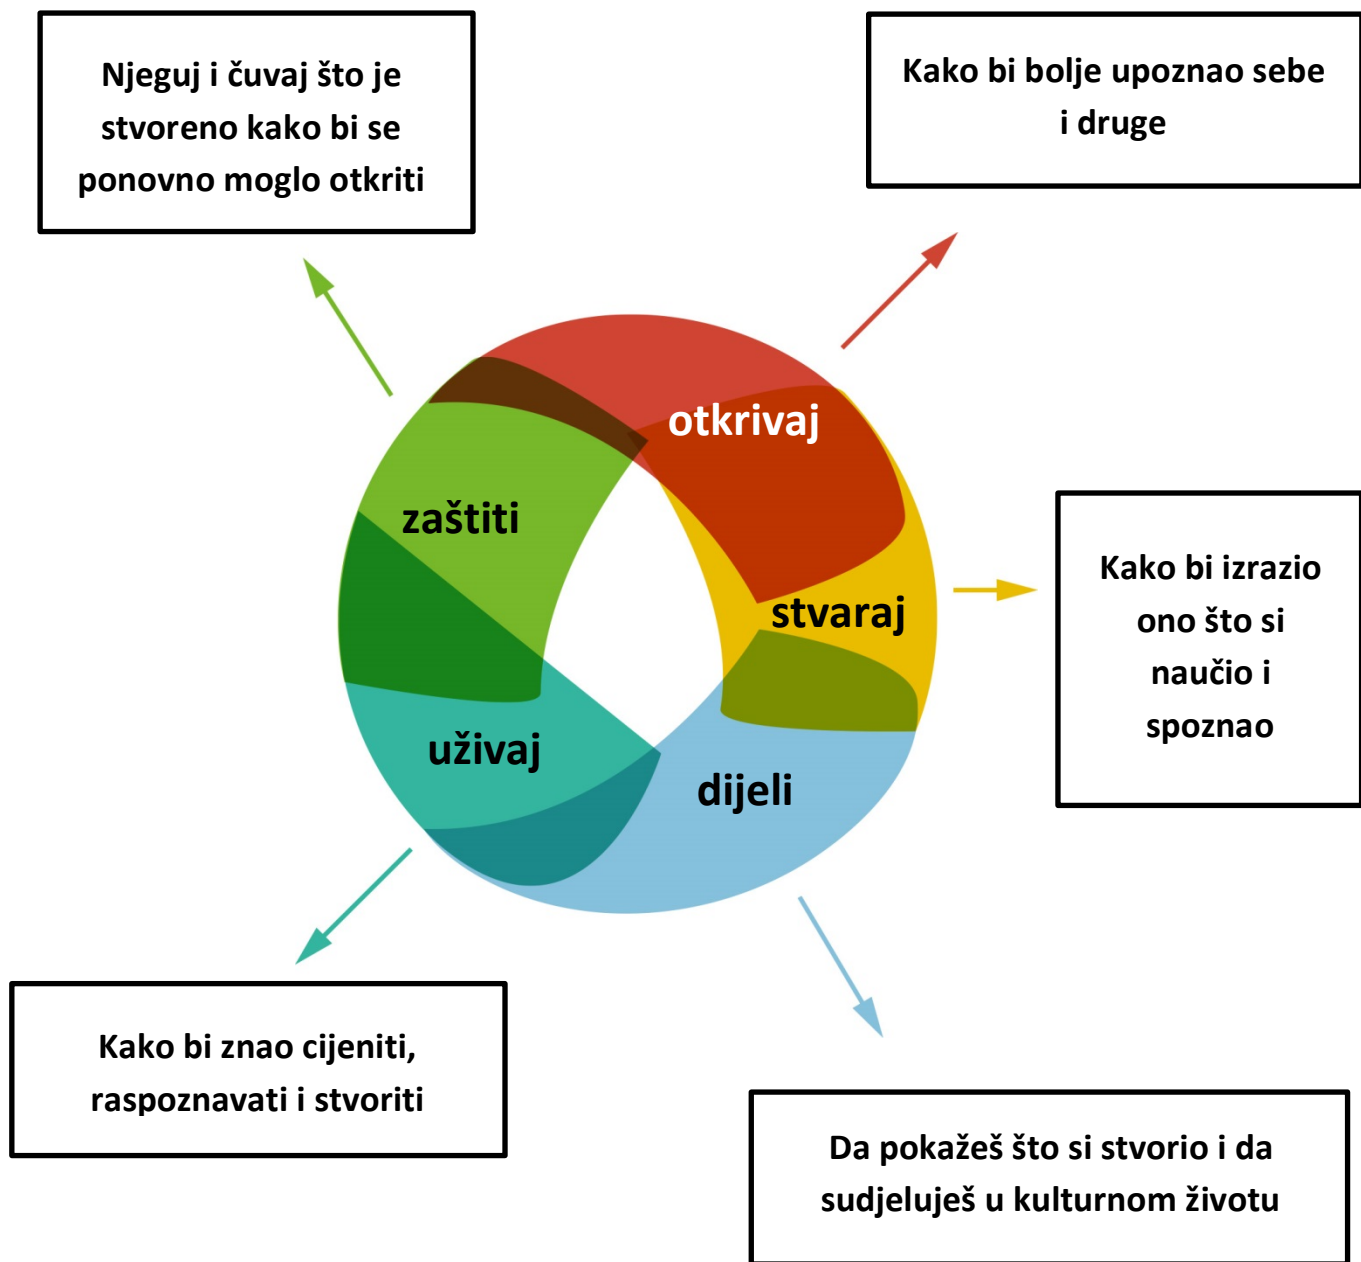 Njeguj i čuvaj što je
stvoreno kako bi se
ponovno moglo otkriti
Kako bi bolje upoznao sebe
i druge
otkrivaj
zaštiti
stvaraj
uživaj
dijeli
Kako bi izrazio
ono što si
naučio i
spoznao
Kako bi znao cijeniti,
raspoznavati i stvoriti
Da pokažeš što si stvorio i da
sudjeluješ u kulturnom životu